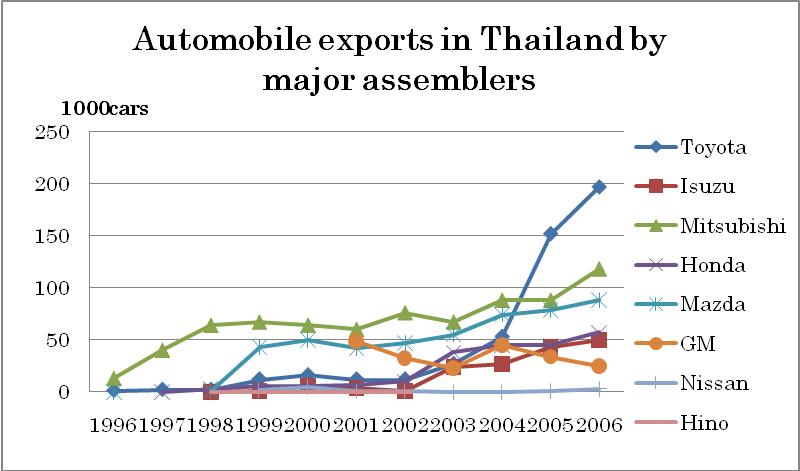 Automobile exports in Thailand by
major assemblers
1000cars
250
200
150
100
50
0
1996 1997 1998 1999 2000 2001 2002 2003 2004 2005 2006
Toyota
Isuzu
Mitsubishi
Honda
Mazda
GM
Nissan
Hino